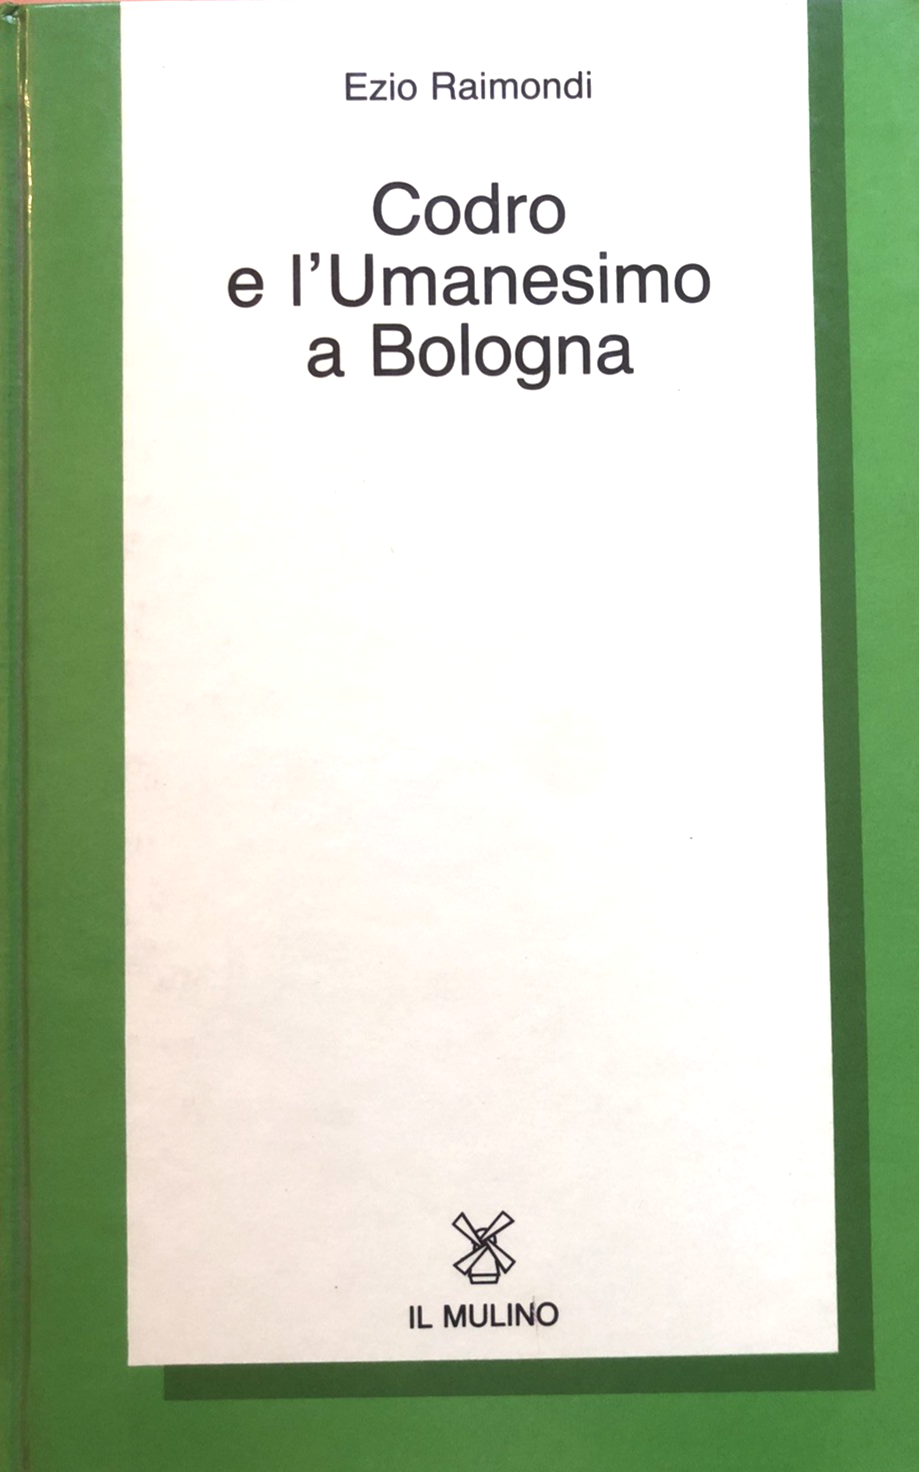 Ezio Raimondi
Codro
e l'Umanesimo
a Bologna
IL MULINO